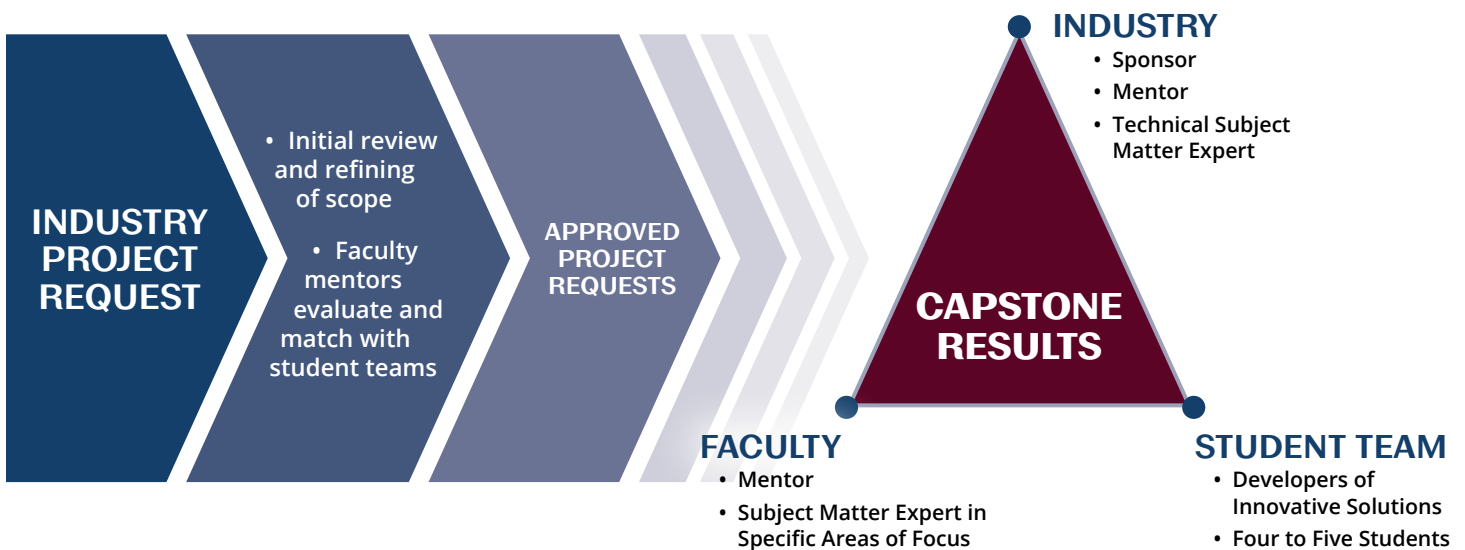 INDUSTRY
PROJECT
REQUEST
• Initial review
and refining
of scope
• Faculty
mentors
evaluate and
match with
student teams
APPROVED
PROJECT
REQUESTS
INDUSTRY
• Sponsor
• Mentor
• Technical Subject
Matter Expert
CAPSTONE
RESULTS
FACULTY
• Mentor
• Subject Matter Expert in
Specific Areas of Focus
STUDENT TEAM
• Developers of
Innovative Solutions
• Four to Five Students